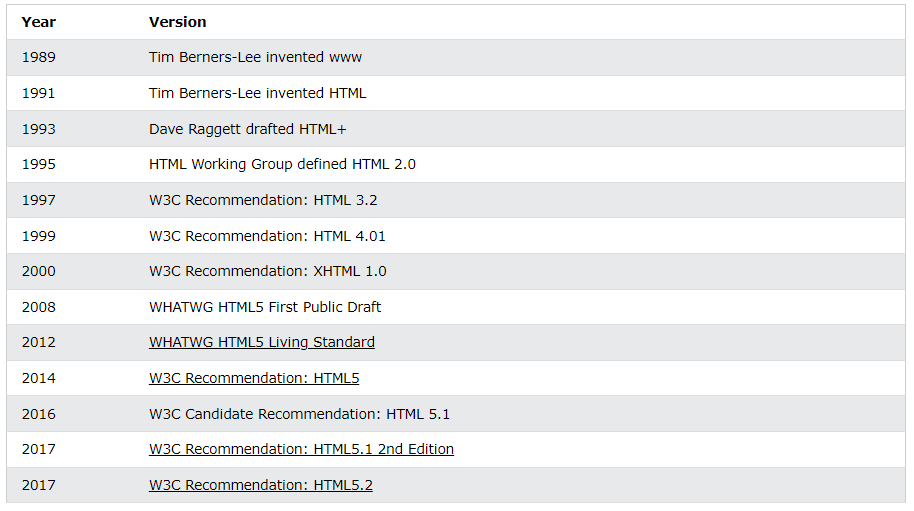 Year Version
1989 Tim Berners-Lee invented www
1991 Tim Berners-Lee invented HTML
1993 Dave Raggett drafted HTML+
1995 HTML Working Group defined HTML 2.0
1997 W3C Recommendation: HTML 3.2
1999 W3C Recommendation: HTML 4.01
2000 W3C Recommendation: XHTML 1.0
2008 WHATWG HTML5 First Public Draft
2012 WHATWG HTML5 Living Standard
2014 W3C Recommendation: HTML5
2016 W3C Candidate Recommendation: HTML 5.1
2017 W3C Recommendation: HTML5.1 2nd Edition
2017 W3C Recommendation: HTML5.2